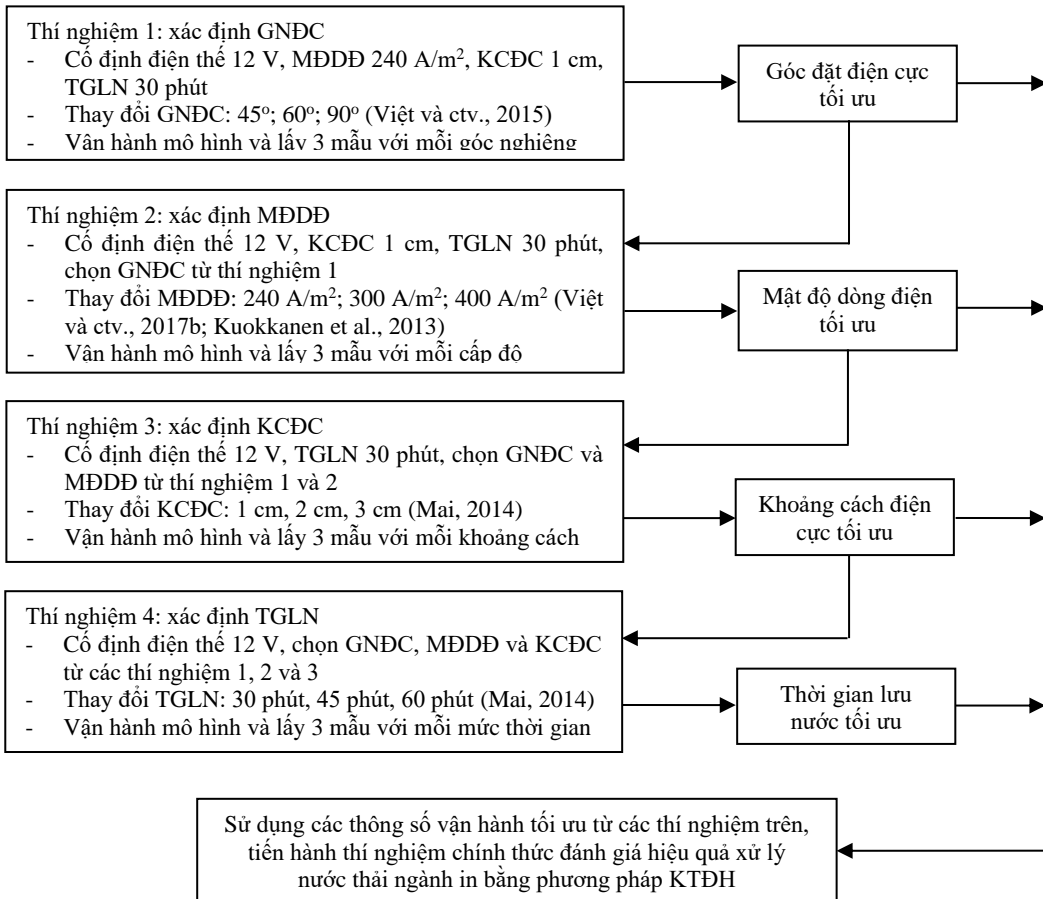 Thí nghiệm 1: xác định GNĐC
- Cố định điện thế 12 V, MĐDĐ 240 A/m², KCĐC 1 cm,
TGLN 30 phút
- Thay đổi GNĐC: 45º; 60º; 90º (Việt và ctv., 2015)
- Vận hành mô hình và lấy 3 mẫu với mỗi góc nghiêng
Góc đặt điện cực
tối ưu
Thí nghiệm 2: xác định MĐDĐ
- Cố định điện thế 12 V, KCĐC 1 cm, TGLN 30 phút,
chọn GNĐC từ thí nghiệm 1
- Thay đổi MĐDĐ: 240 A/m²; 300 A/m²; 400 A/m² (Việt
và ctv., 2017b; Kuokkanen et al., 2013)
- Vận hành mô hình và lấy 3 mẫu với mỗi cấp độ
Mật độ dòng điện
tối ưu
Thí nghiệm 3: xác định KCĐC
- Cố định điện thế 12 V, TGLN 30 phút, chọn GNĐC và
MĐDĐ từ thí nghiệm 1 và 2
- Thay đổi KCĐC: 1 cm, 2 cm, 3 cm (Mai, 2014)
- Vận hành mô hình và lấy 3 mẫu với mỗi khoảng cách
Khoảng cách điện
cực tối ưu
Thí nghiệm 4: xác định TGLN
- Cố định điện thế 12 V, chọn GNĐC, MĐDĐ và KCĐC
từ các thí nghiệm 1, 2 và 3
- Thay đổi TGLN: 30 phút, 45 phút, 60 phút (Mai, 2014)
- Vận hành mô hình và lấy 3 mẫu với mỗi mức thời gian
Thời gian lưu
nước tối ưu
Sử dụng các thông số vận hành tối ưu từ các thí nghiệm trên,
tiến hành thí nghiệm chính thức đánh giá hiệu quả xử lý
nước thải ngành in bằng phương pháp KTĐH